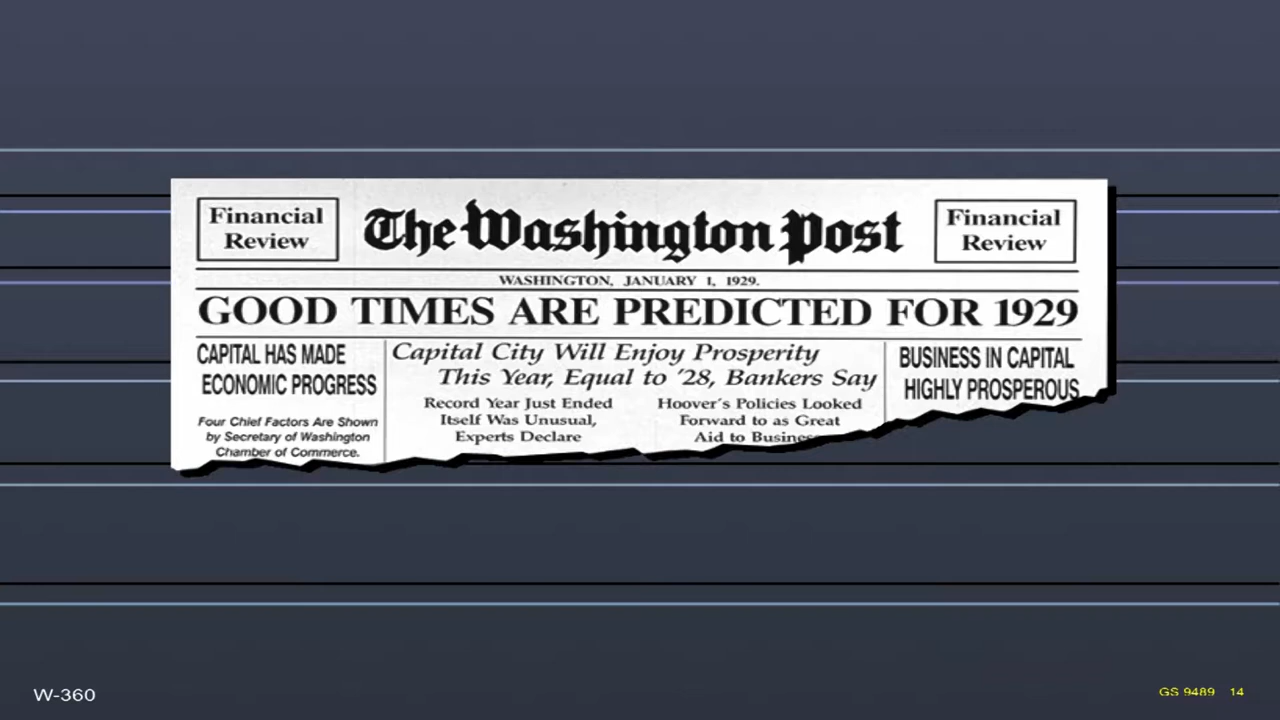 Financial
Review
The Washington Post
Financial
Review
WASHINGTON, JANUARY 1, 1929.
GOOD TIMES ARE PREDICTED FOR 1929
CAPITAL HAS MADE
ECONOMIC PROGRESS
Four Chief Factors Are Shown
by Secretary of Washington
Chamber of Commerce.
Capital City Will Enjoy Prosperity
This Year, Equal to '28, Bankers Say
Record Year Just Ended
Itself Was Unusual,
Experts Declare
Hoover's Policies Looked
Forward to as Great
Aid to Business
BUSINESS IN CAPITAL
HIGHLY PROSPEROUS
W-360
GS 9489 14